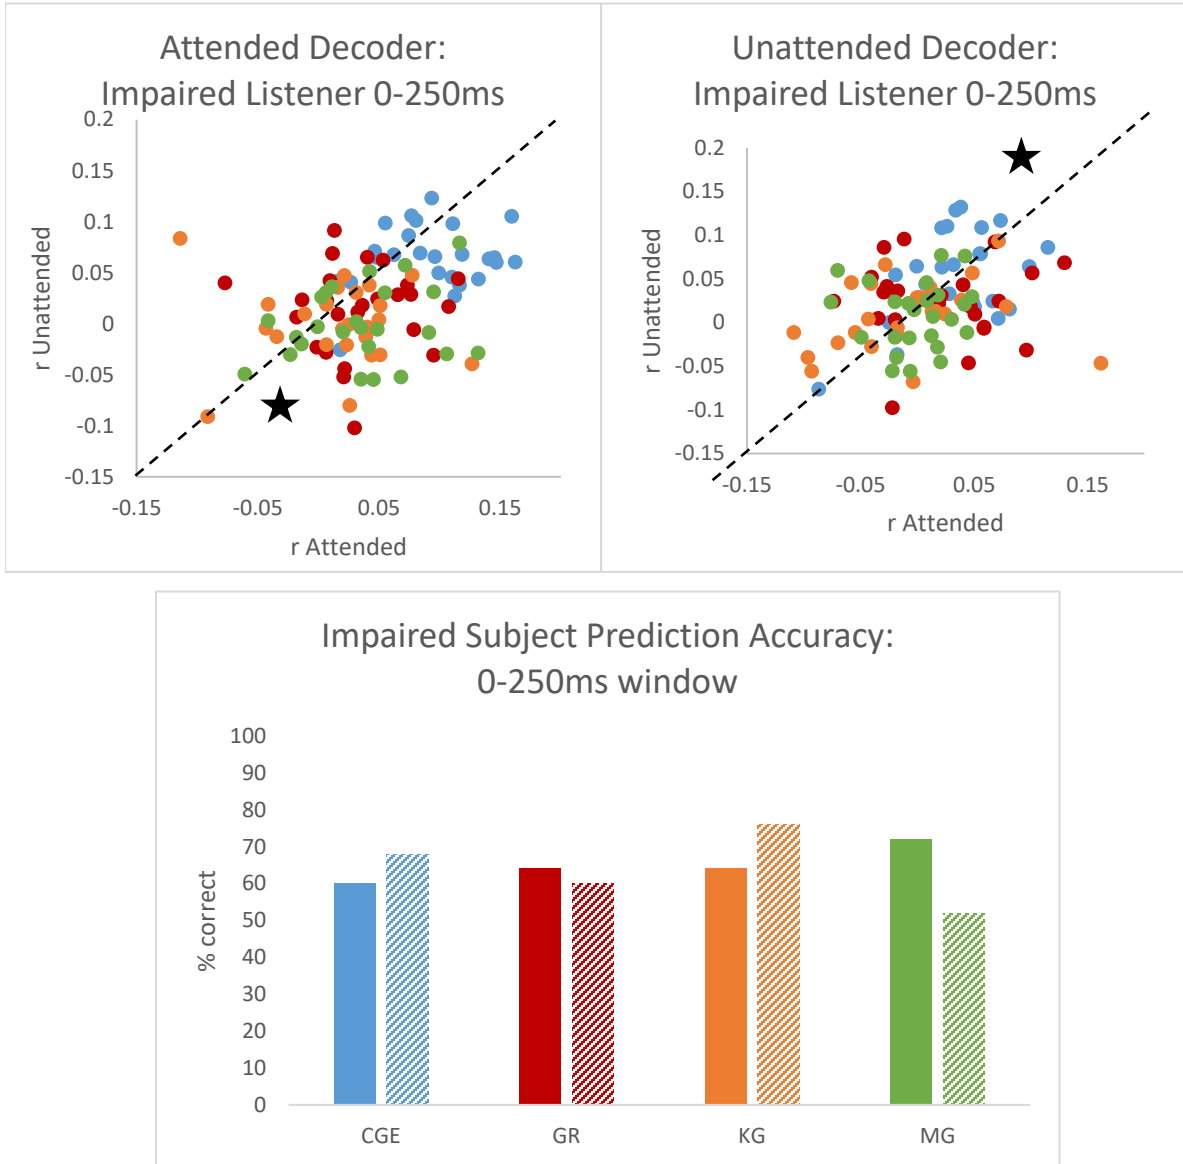 Attended Decoder:
Impaired Listener 0-250ms
0.2
0.15
0.1
0.05
0
-0.05
-0.1
-0.15
r Unattended
-0.15
-0.05
0.05
0.15
r Attended
Unattended Decoder:
Impaired Listener 0-250ms
0.2
0.15
0.1
0.05
0
-0.05
-0.1
-0.15
r Unattended
-0.15
-0.05
0.05
0.15
r Attended
Impaired Subject Prediction Accuracy:
0-250ms window
100
90
80
70
60
50
40
30
20
10
0
% correct
CGE
GR
KG
MG